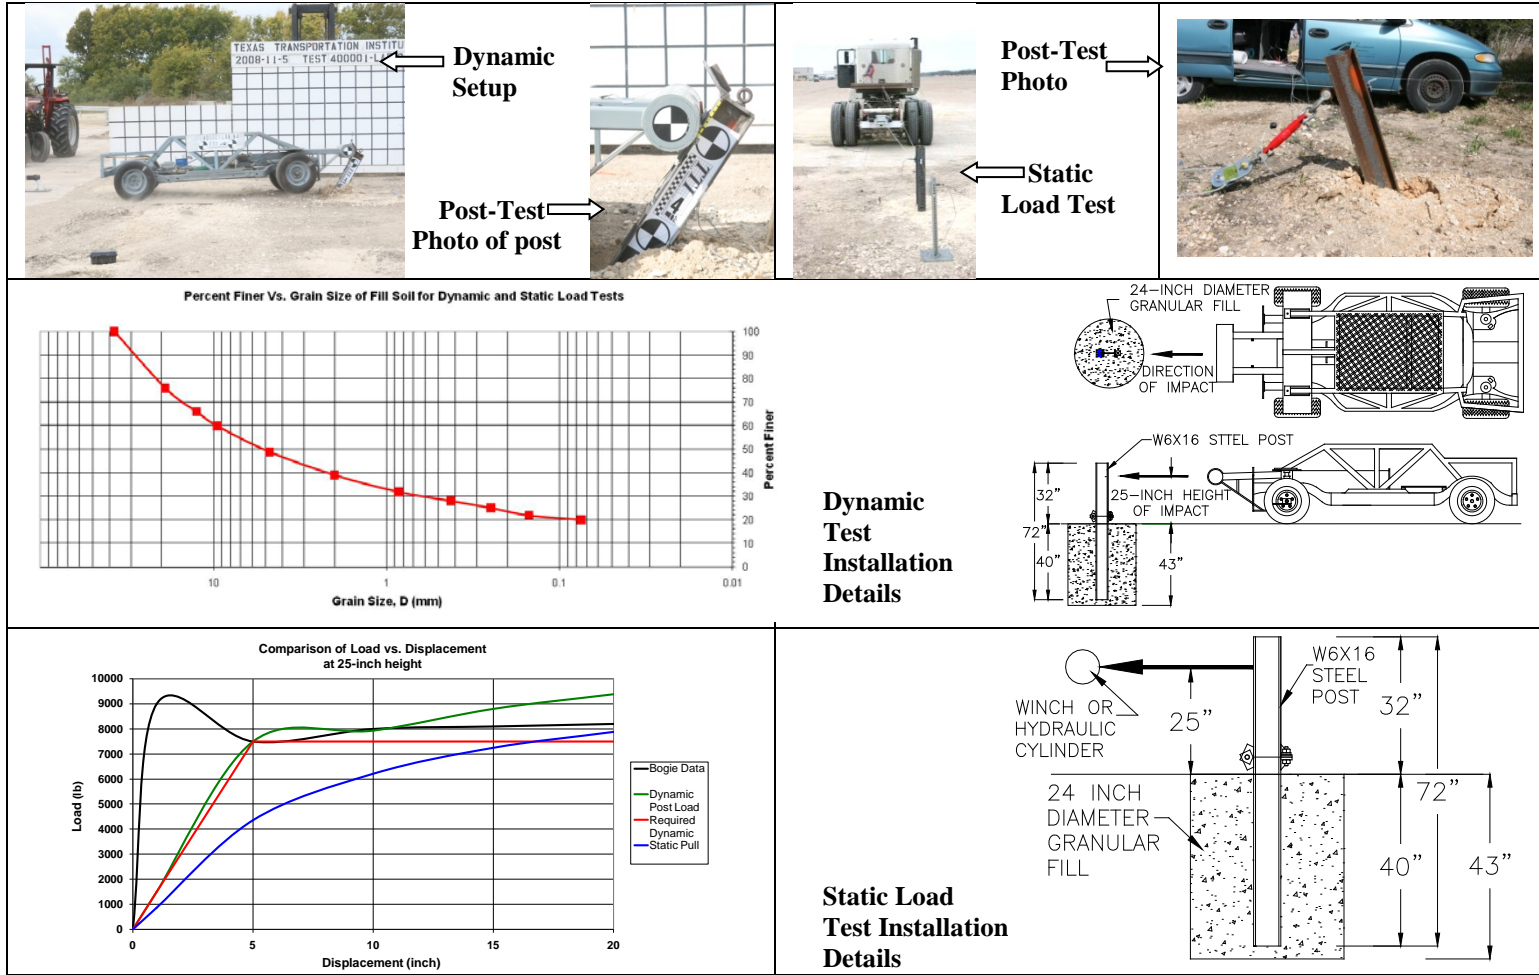 TEXAS TRANSPORTATION INSTITU
2008-11-5 TEST 400001-L
Dynamic
Setup
Post-Test
Photo of post
TTI
4
Static
Load Test
Post-Test
Photo
Percent Finer Vs. Grain Size of Fill Soil for Dynamic and Static Load Tests
100
90
80
70
60
50
40
30
20
10
0
Percent Finer
10
1
0.1
0.01
Grain Size, D (mm)
24-INCH DIAMETER
GRANULAR FILL
DIRECTION
OF IMPACT
W6X16 STTEL POST
25-INCH HEIGHT
OF IMPACT
32"
72"
40"
43"
Dynamic
Test
Installation
Details
Comparison of Load vs. Displacement
at 25-inch height
10000
9000
8000
7000
6000
5000
4000
3000
2000
1000
0
Load (lb)
0
5
10
15
20
Displacement (inch)
Bogie Data
Dynamic
Post Load
Required
Dynamic
Static Pull
W6X16
STEEL
POST
WINCH OR
HYDRAULIC
CYLINDER
25"
32"
24 INCH
DIAMETER
GRANULAR
FILL
72"
40"
43"
Static Load
Test Installation
Details